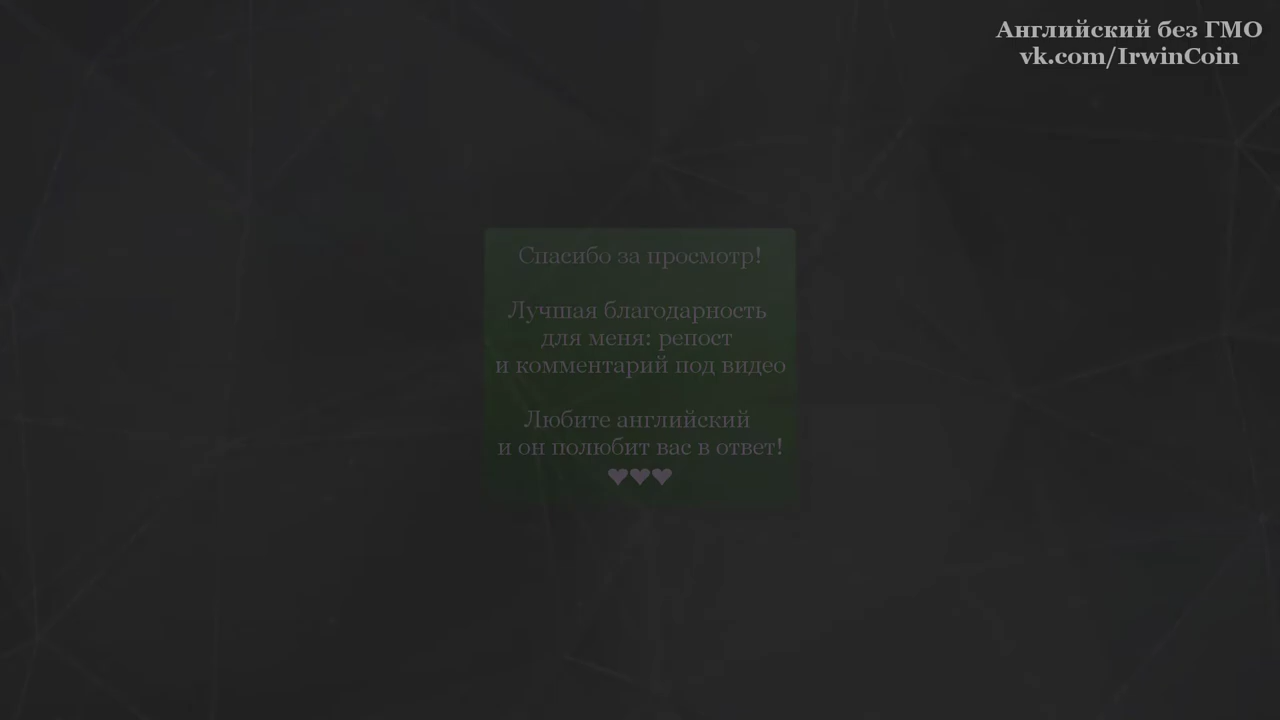 Английский без ГМО
vk.com/IrwinCoin
Спасибо за просмотр!
Лучшая благодарность
для меня: репост
и комментарий под видео
Любите английский
и он полюбит вас в ответ!
♥♥♥